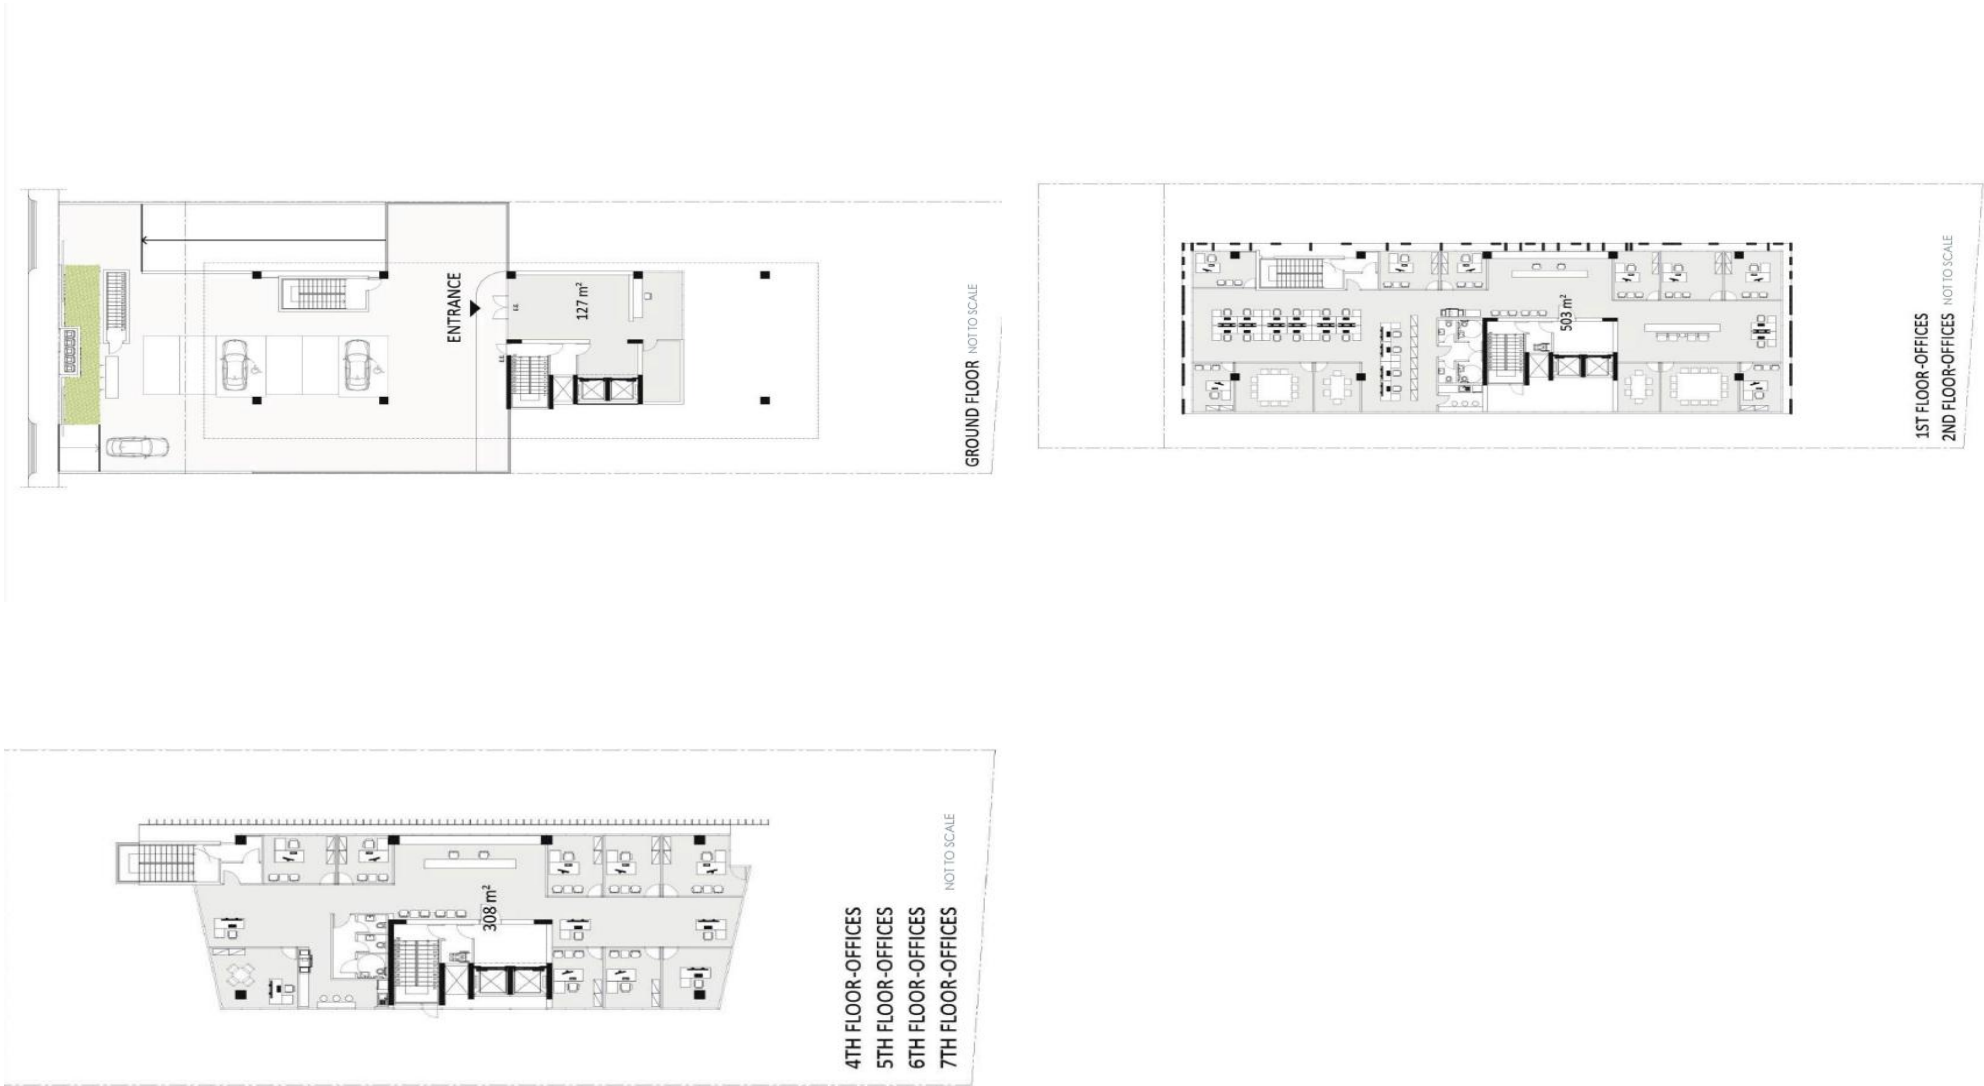 ENTRANCE
127 m²
GROUND FLOOR NOT TO SCALE
503 m²
1ST FLOOR-OFFICES
2ND FLOOR-OFFICES NOT TO SCALE
308 m²
4TH FLOOR-OFFICES
5TH FLOOR-OFFICES
6TH FLOOR-OFFICES
7TH FLOOR-OFFICES NOT TO SCALE